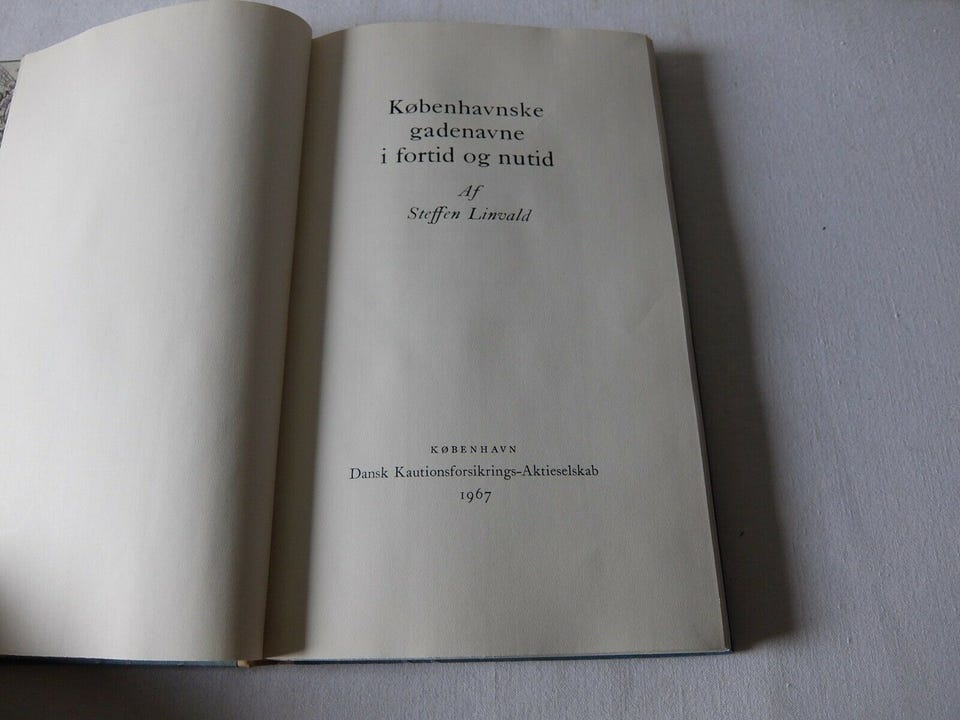 Københavnske
gadenavne
i fortid og nutid
Af
Steffen Linvald
KØBENHAVN
Dansk Kautionsforsikrings-Aktieselskab
1967